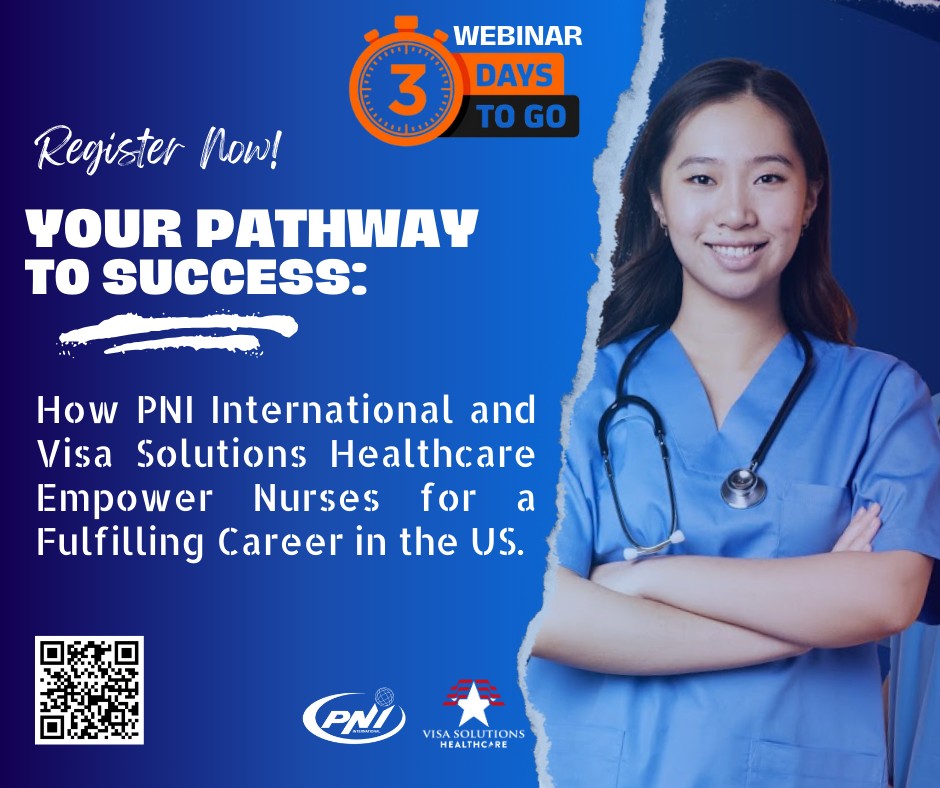 WEBINAR
3
DAYS
TO GO
Register Now!
YOUR PATHWAY
TO SUCCESS:
How PNI International and
Visa Solutions Healthcare
Empower Nurses for a
Fulfilling Career in the US.
PNI
INTERNATIONAL
VISA SOLUTIONS
HEALTHCARE